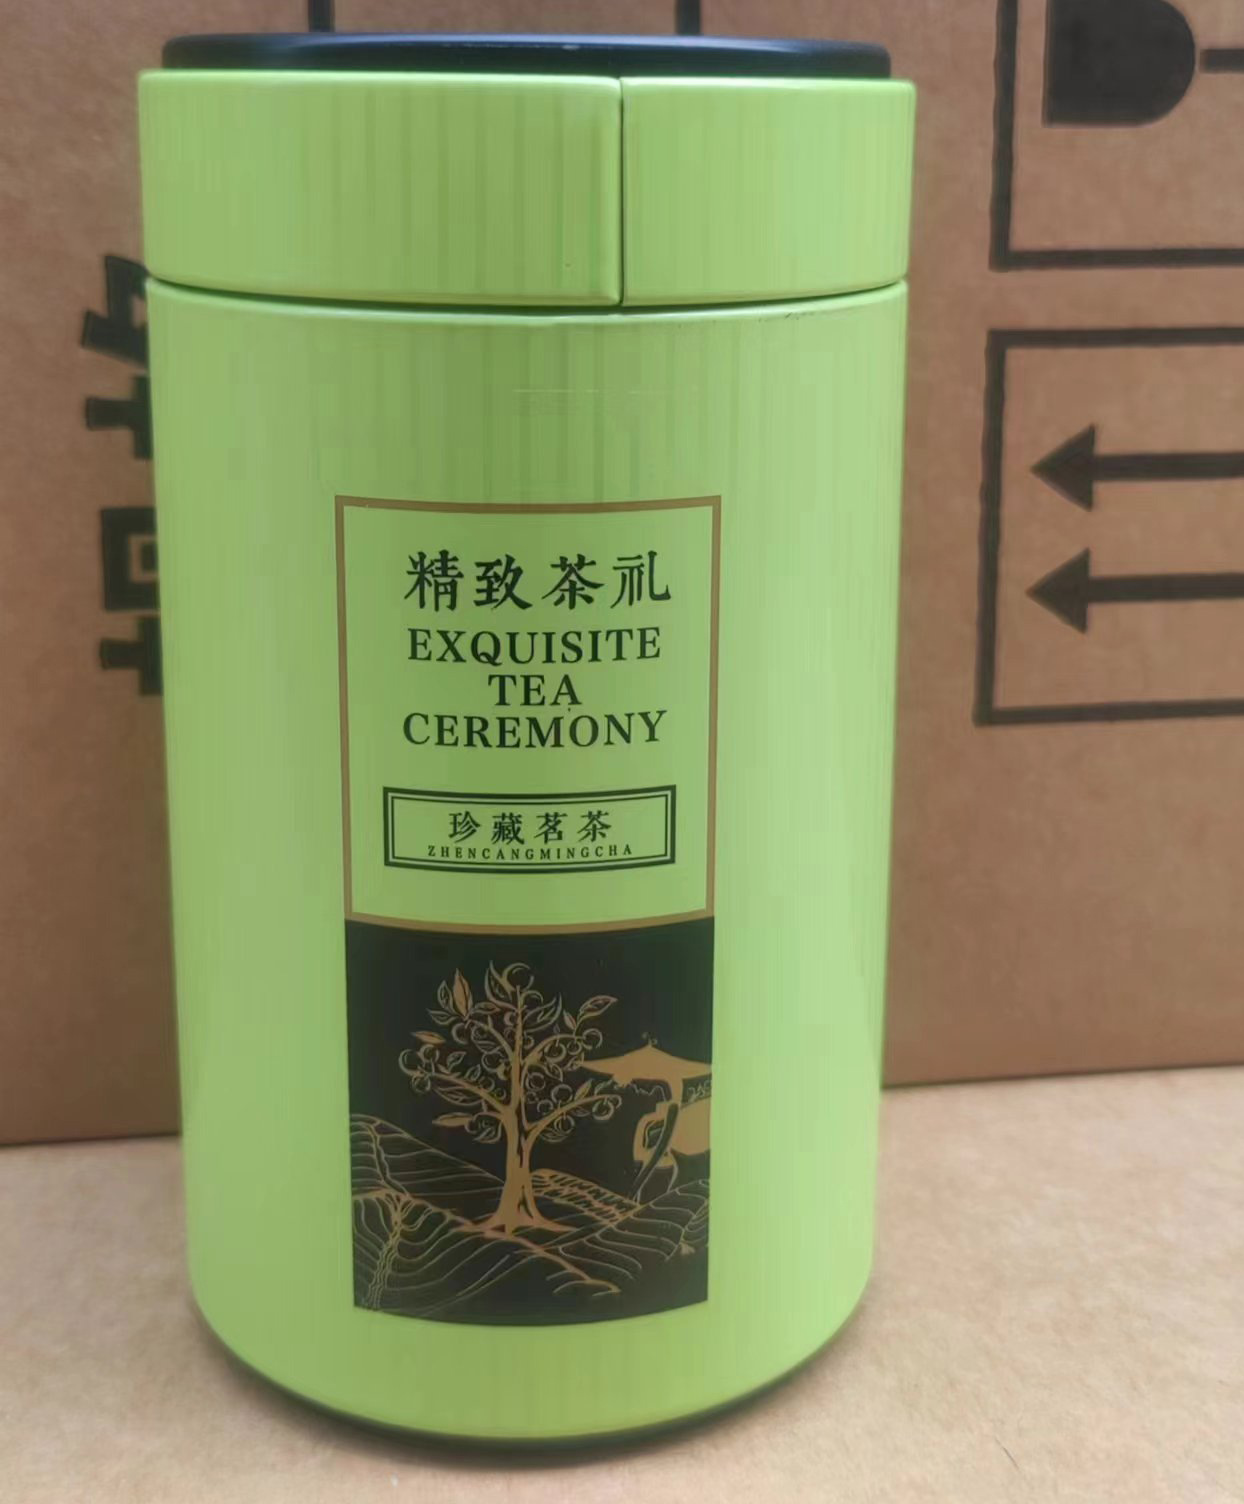 精致茶礼
EXQUISITE
TEA
CEREMONY
珍藏茗茶
ZHENCANGMINGCHA